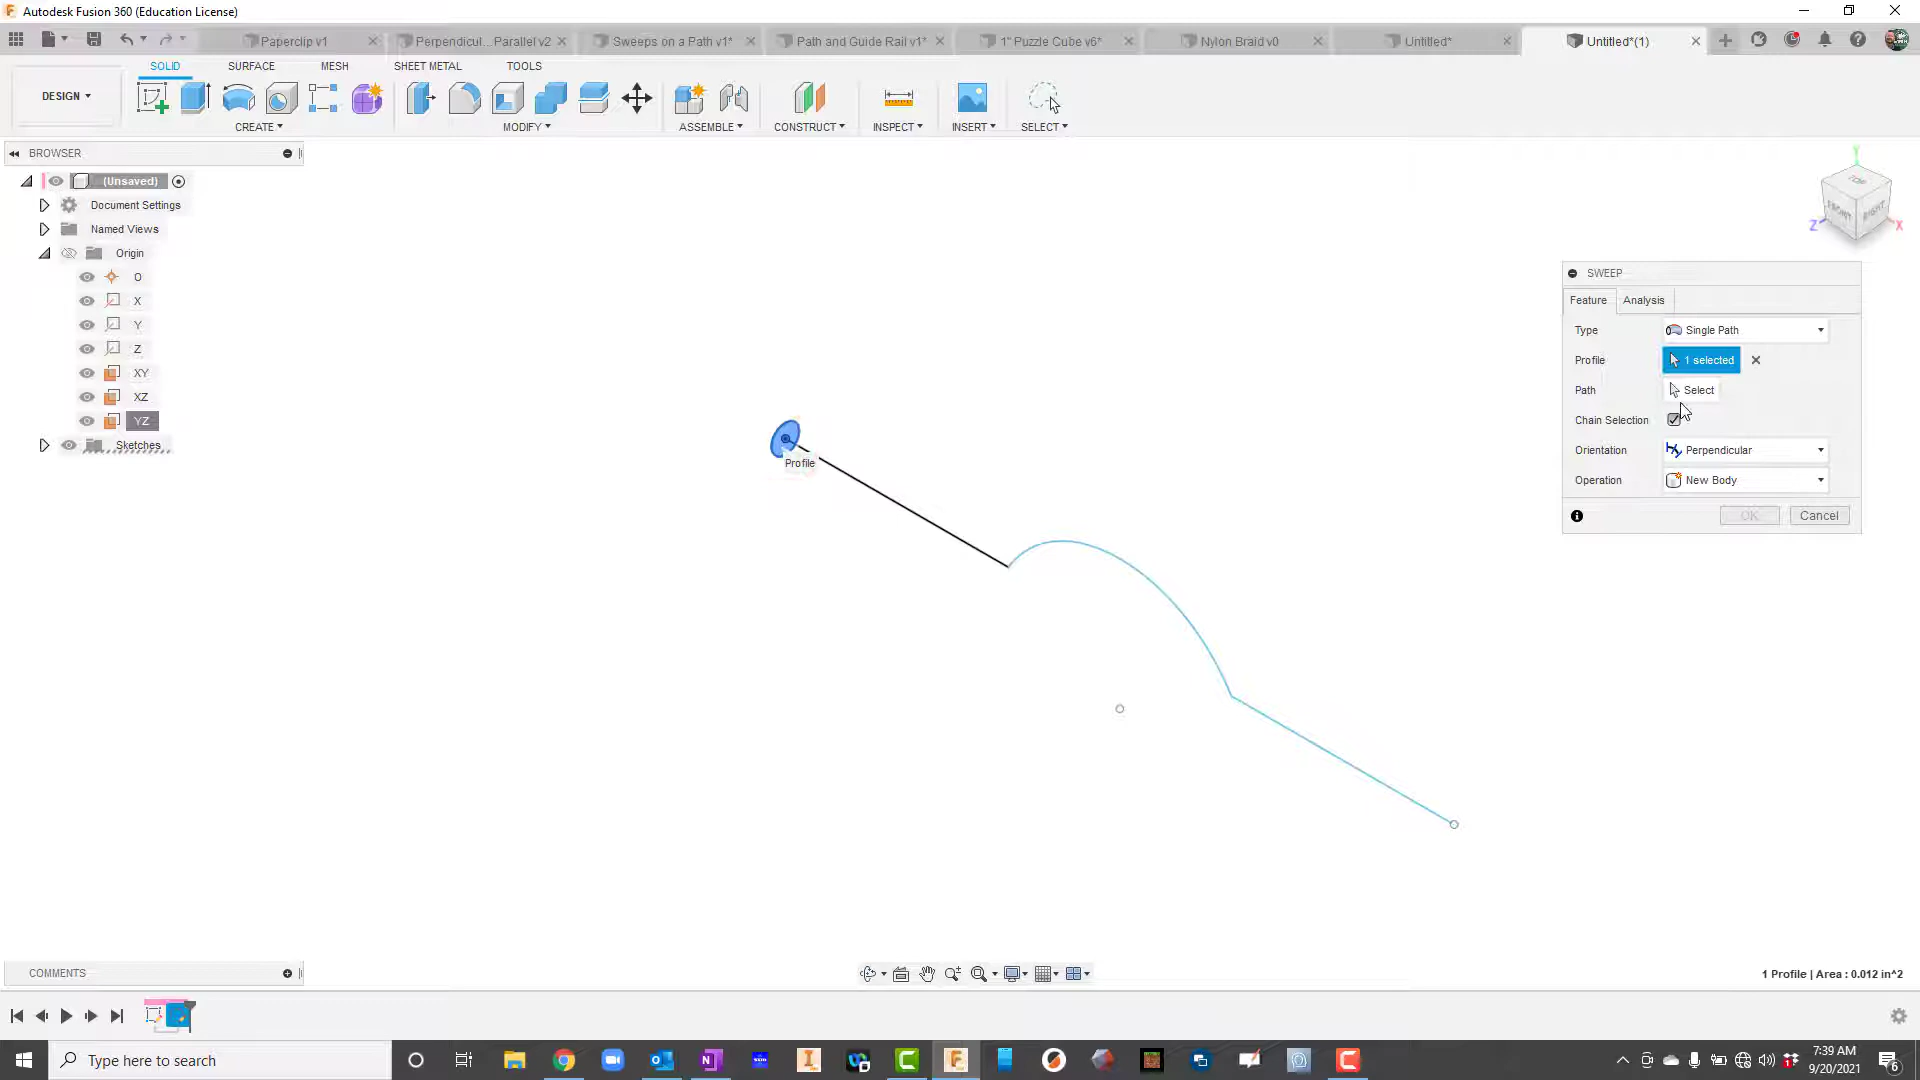 Autodesk Fusion 360 (Education License)
Paperclip v1
Perpendicul...Parallel v2
Sweeps on a Path v1*
Path and Guide Rail v1*
1" Puzzle Cube v6*
Nylon Braid v0
Untitled*
Untitled*(1)
DESIGN
SOLID
SURFACE
MESH
SHEET METAL
TOOLS
CREATE
MODIFY
ASSEMBLE
CONSTRUCT
INSPECT
INSERT
SELECT
BROWSER
(Unsaved)
Document Settings
Named Views
Origin
O
X
Y
Z
XY
XZ
YZ
Sketches
Profile
Y
TOP
FRONT
RIGHT
Z
X
SWEEP
Feature
Analysis
Type
Single Path
Profile
1 selected
Path
Select
Chain Selection
Orientation
Perpendicular
Operation
New Body
OK
Cancel
COMMENTS
1 Profile | Area : 0.012 in^2
Type here to search
7:39 AM
9/20/2021
6